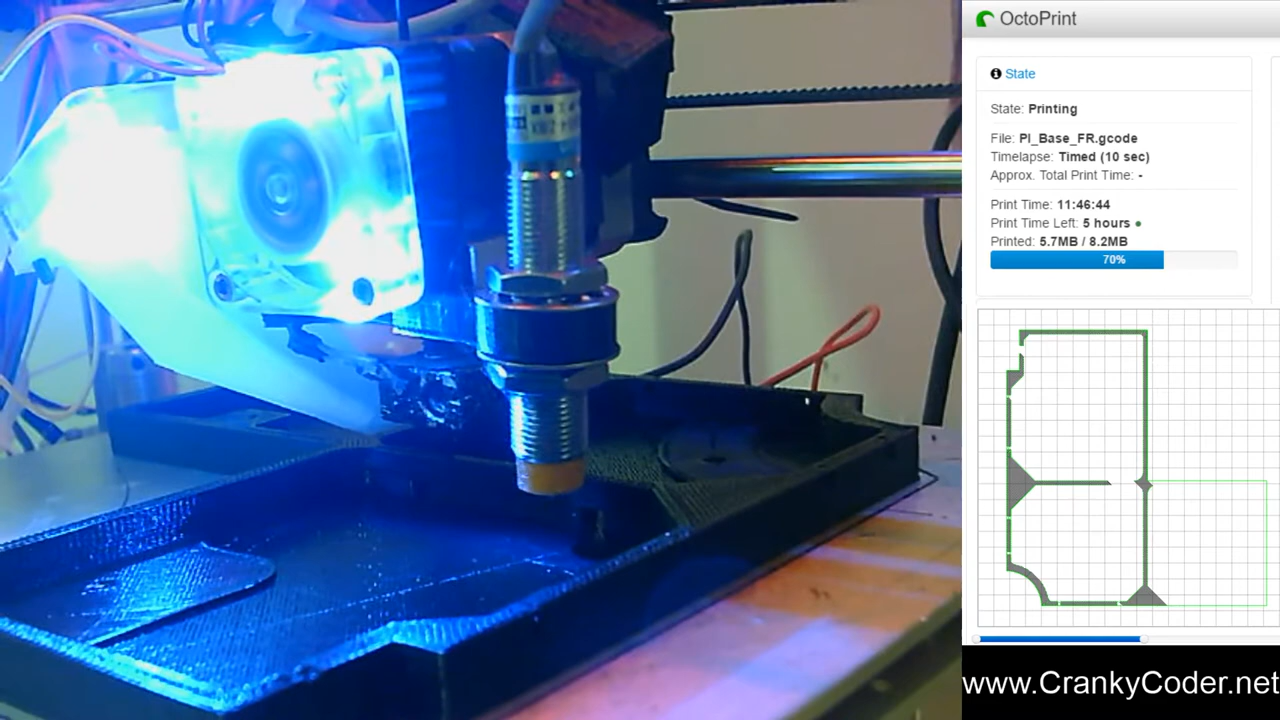 OctoPrint
State
State: Printing
File: PI_Base_FR.gcode
Timelapse: Timed (10 sec)
Approx. Total Print Time: -
Print Time: 11:46:44
Print Time Left: 5 hours
Printed: 5.7MB / 8.2MB
70%
www.CrankyCoder.net